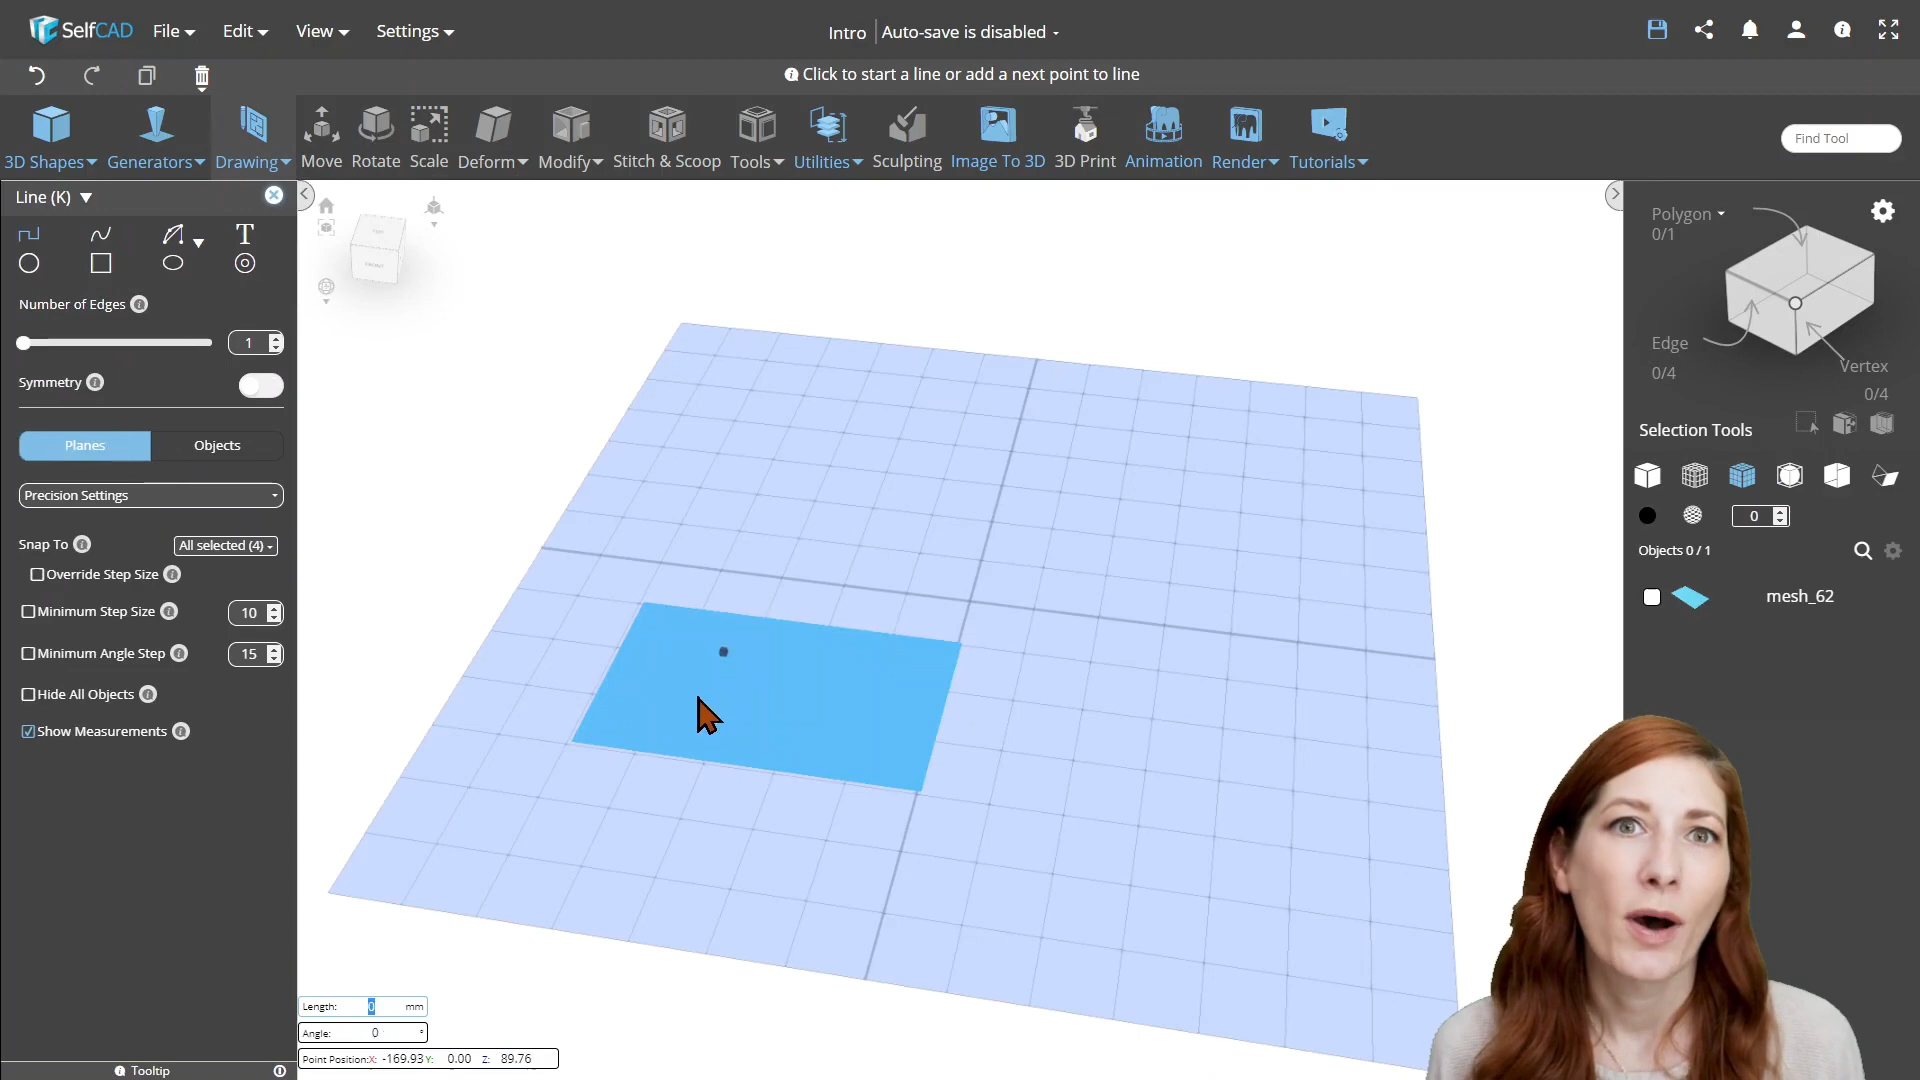 SelfCAD File Edit View Settings Intro Auto-save is disabled
Click to start a line or add a next point to line
3D Shapes Generators Drawing Move Rotate Scale Deform Modify Stitch & Scoop Tools Utilities Sculpting Image To 3D 3D Print Animation Render Tutorials Find Tool
Line (K)
T
Number of Edges
1
Symmetry
Planes Objects
Precision Settings
Snap To All selected (4)
Override Step Size
Minimum Step Size 10
Minimum Angle Step 15
Hide All Objects
Show Measurements
Tooltip
FRONT
Length: 0 mm
Angle: 0 °
Point Position: X: -169.93 Y: 0.00 Z: 89.76
Polygon
0/1
Edge
0/4
Vertex
0/4
Selection Tools
0
Objects 0 / 1
mesh_62